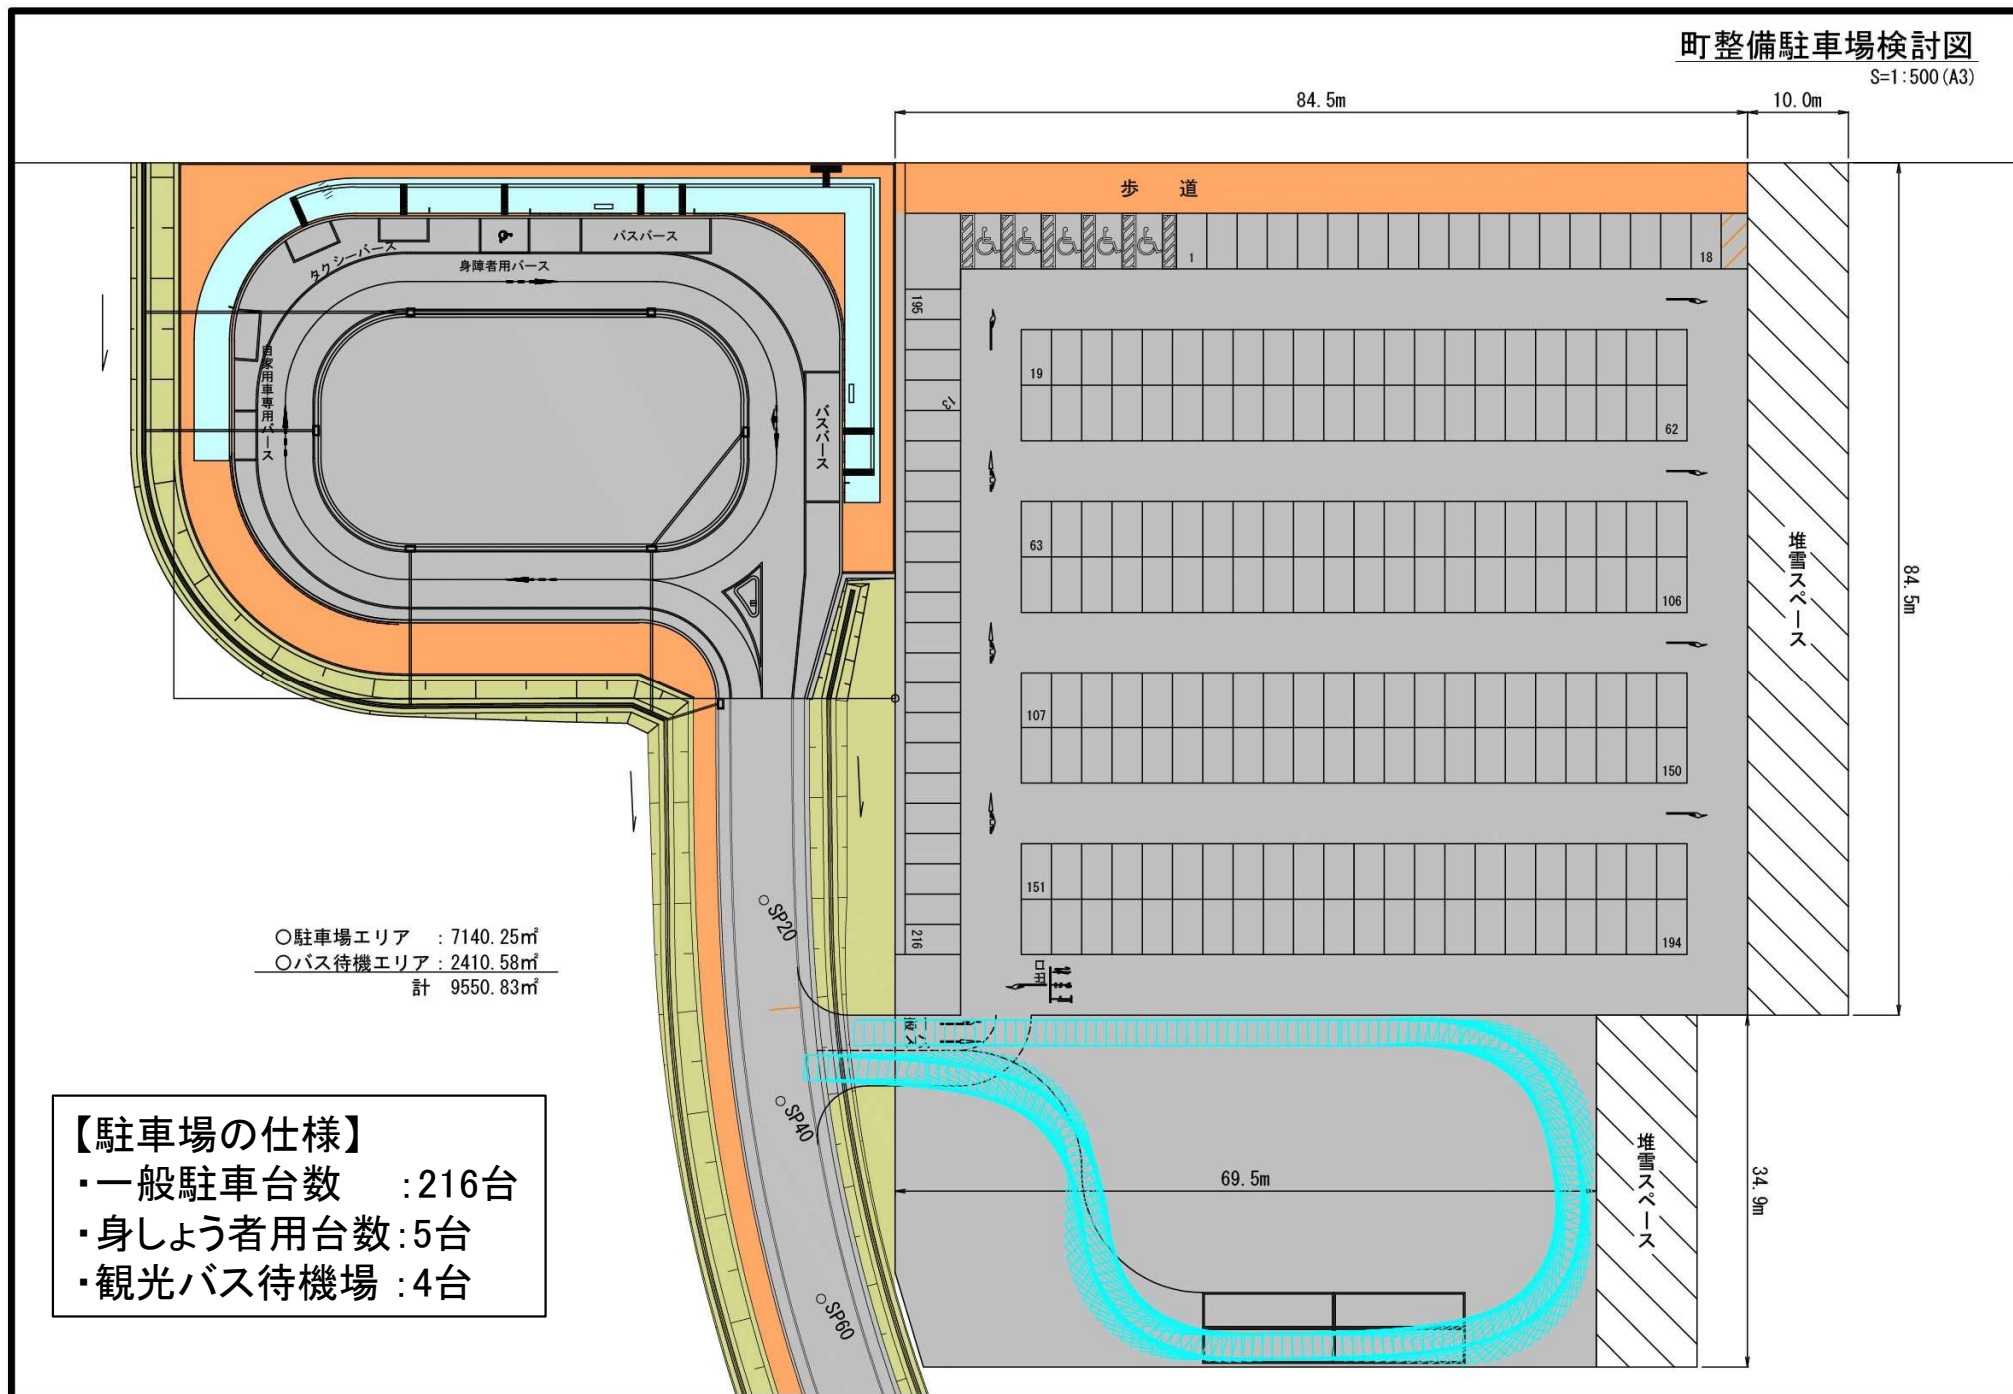 町整備駐車場検討図
S=1:500(A3)
84.5m
10.0m
歩 道
バスバース
タクシーバース
身障者用バース
自家用車専用バース
バスバース
1
18
195
13
19
62
63
106
107
150
151
194
216
堆雪スペース
84.5m
SP20
SP40
SP60
○駐車場エリア :7140.25㎡
○バス待機エリア:2410.58㎡
計 9550.83㎡
69.5m
堆雪スペース
34.9m
【駐車場の仕様】
・一般駐車台数 :216台
・身しょう者用台数:5台
・観光バス待機場 :4台